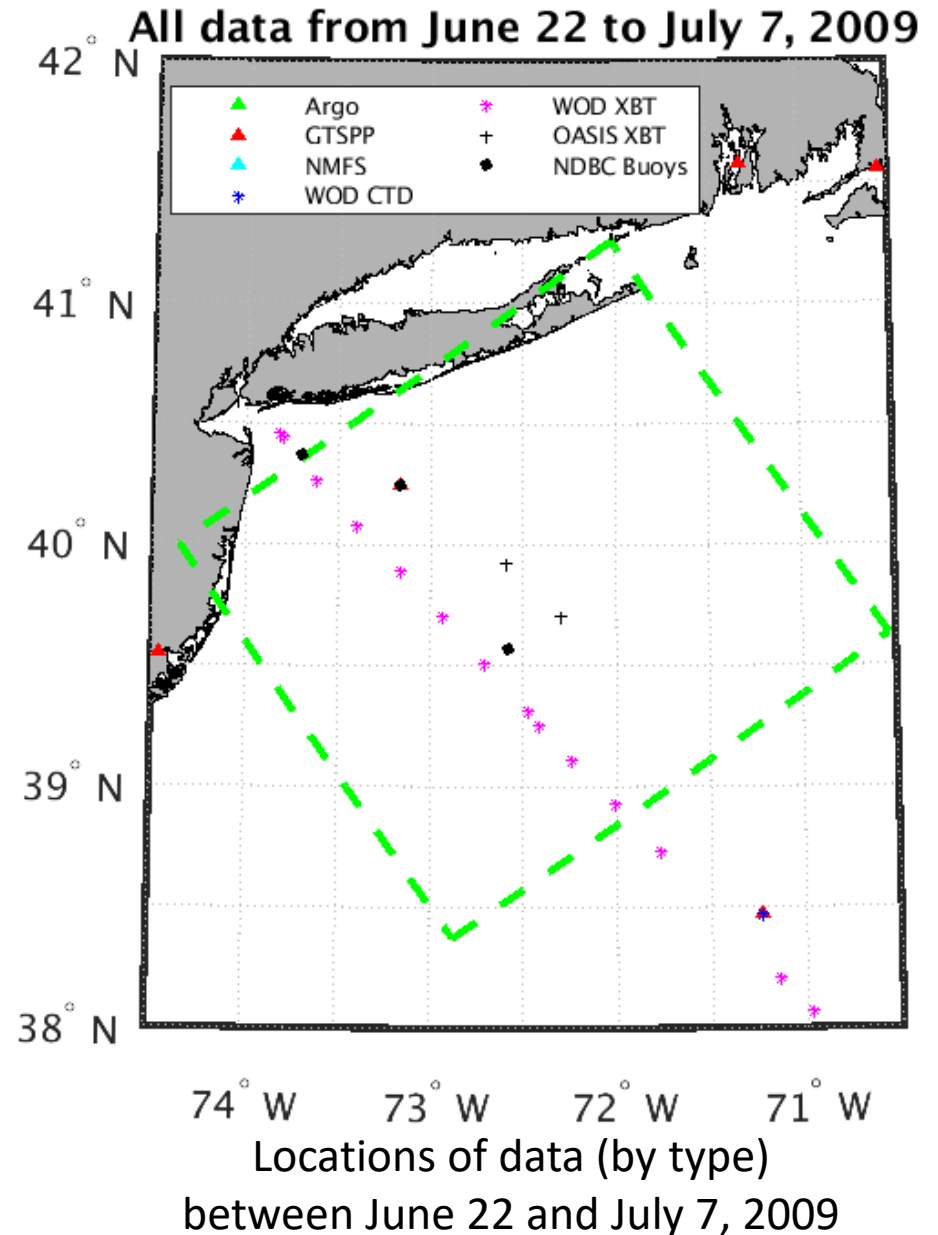 All data from June 22 to July 7, 2009
42° N
Argo
GTSPP
NMFS
WOD CTD
WOD XBT
OASIS XBT
NDBC Buoys
41° N
40° N
39° N
38° N
74° W 73° W 72° W 71° W
Locations of data (by type)
between June 22 and July 7, 2009